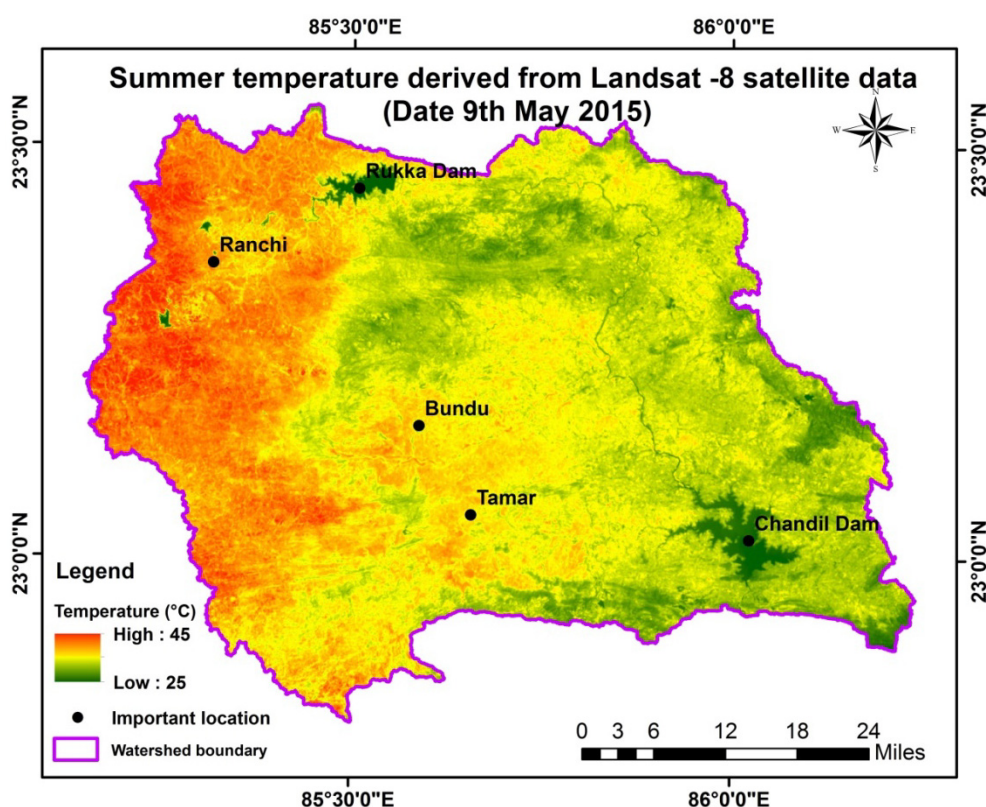 85°30'0"E
86°0'0"E
Summer temperature derived from Landsat -8 satellite data
(Date 9th May 2015)
N
W
E
S
23°30'0"N
23°30'0"N
Rukka Dam
Ranchi
Bundu
Tamar
Chandil Dam
23°0'0"N
23°0'0"N
Legend
Temperature (°C)
High : 45
Low : 25
Important location
Watershed boundary
0 3 6 12 18 24
Miles
85°30'0"E
86°0'0"E